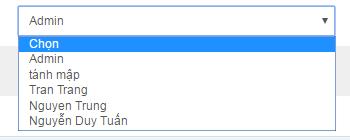 Admin
Chọn
Admin
tánh mập
Tran Trang
Nguyen Trung
Nguyễn Duy Tuấn